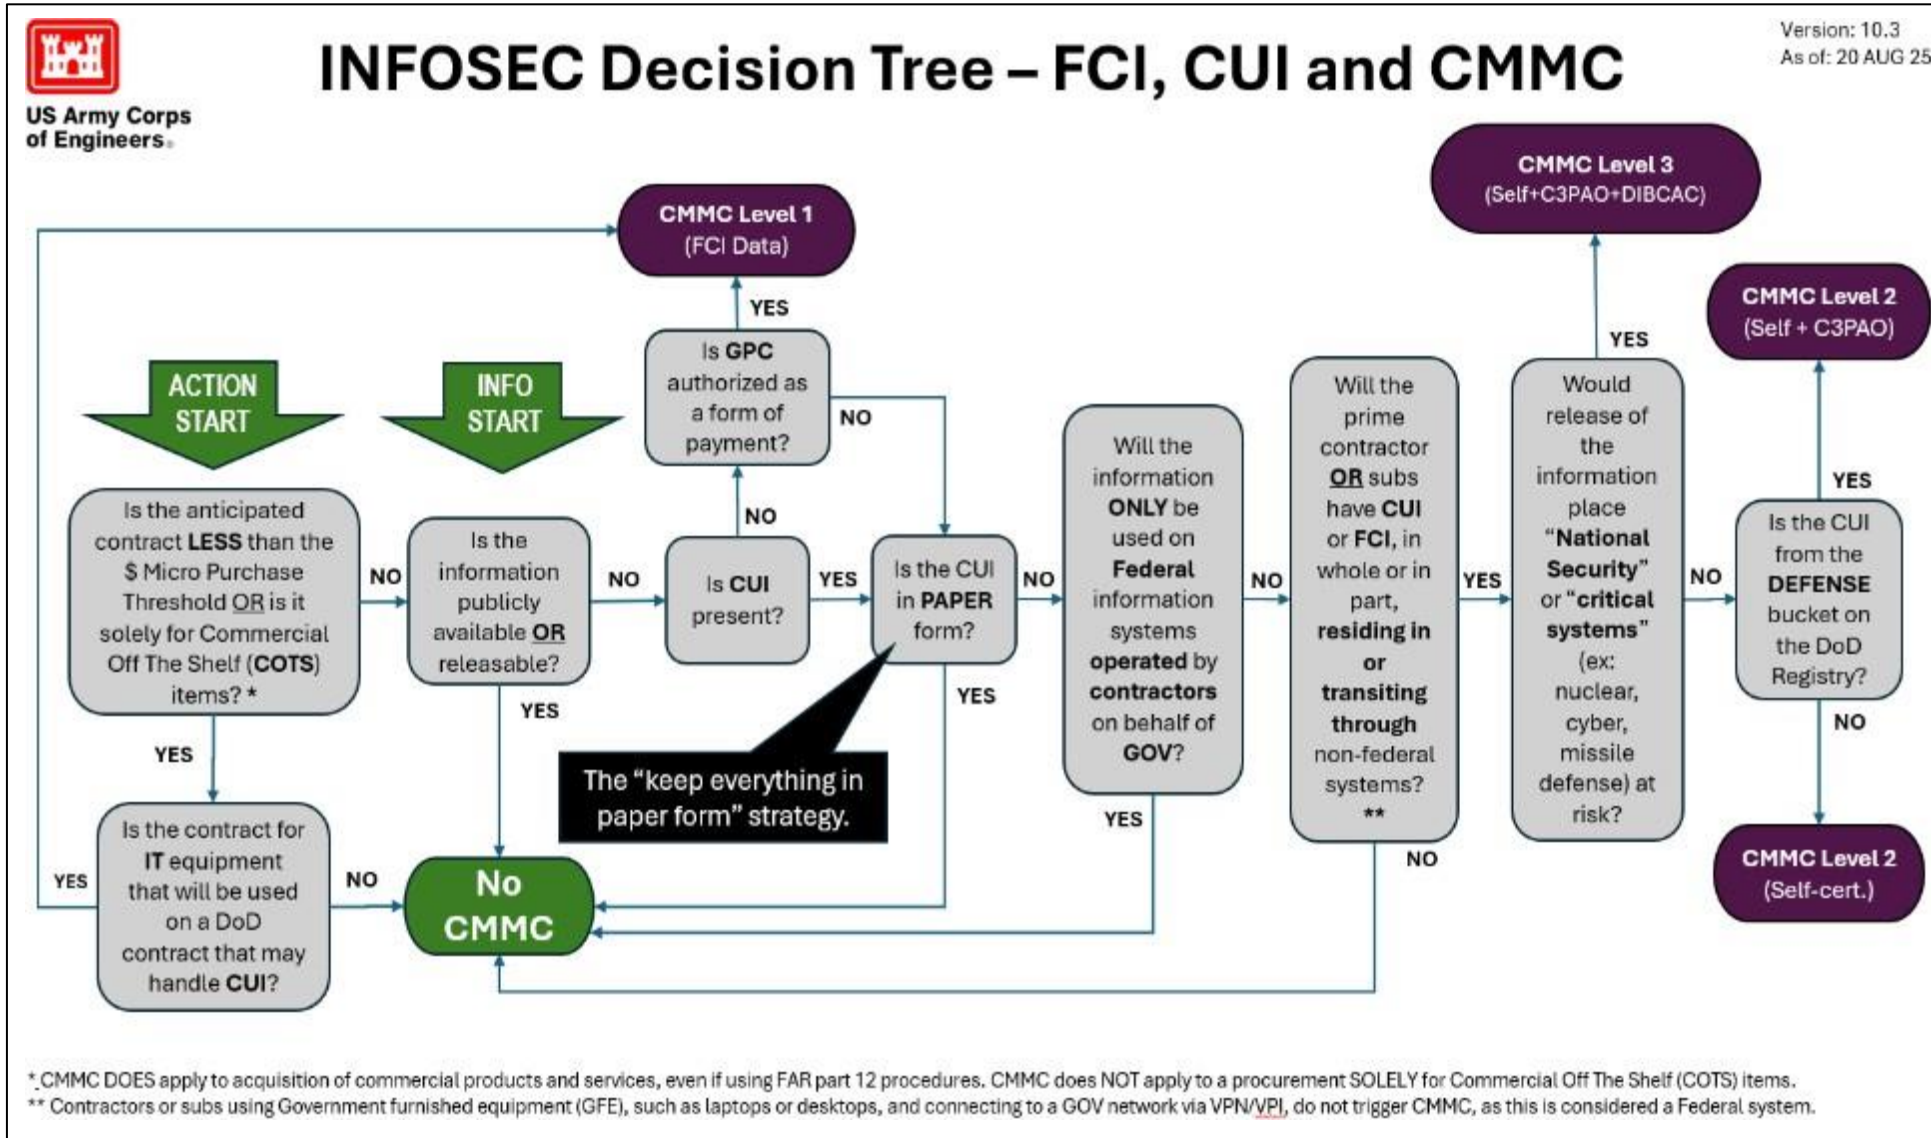 US Army Corps
of Engineers®
INFOSEC Decision Tree – FCI, CUI and CMMC
Version: 10.3
As of: 20 AUG 25
CMMC Level 3
(Self+C3PAO+DIBCAC)
CMMC Level 1
(FCI Data)
CMMC Level 2
(Self + C3PAO)
YES
YES
ACTION
START
INFO
START
Is GPC
authorized as
a form of
payment?
NO
NO
YES
Is the anticipated
contract LESS than the
$ Micro Purchase
Threshold OR is it
solely for Commercial
Off The Shelf (COTS)
items? *
NO
Is the
information
publicly
available OR
releasable?
NO
Is CUI
present?
YES
Is the CUI
in PAPER
form?
NO
Will the
information
ONLY be
used on
Federal
information
systems
operated by
contractors
on behalf of
GOV?
NO
Will the
prime
contractor
OR subs
have CUI
or FCI, in
whole or in
part,
residing in
or
transiting
through
non-federal
systems?
**
YES
Would
release of
the
information
place
“National
Security”
or “critical
systems”
(ex:
nuclear,
cyber,
missile
defense) at
risk?
NO
Is the CUI
from the
DEFENSE
bucket on
the DoD
Registry?
YES
YES
YES
NO
YES
NO
The “keep everything in
paper form” strategy.
Is the contract for
IT equipment
that will be used
on a DoD
contract that may
handle CUI?
YES
NO
No
CMMC
CMMC Level 2
(Self-cert.)
* CMMC DOES apply to acquisition of commercial products and services, even if using FAR part 12 procedures. CMMC does NOT apply to a procurement SOLELY for Commercial Off The Shelf (COTS) items.
** Contractors or subs using Government furnished equipment (GFE), such as laptops or desktops, and connecting to a GOV network via VPN/VPI, do not trigger CMMC, as this is considered a Federal system.